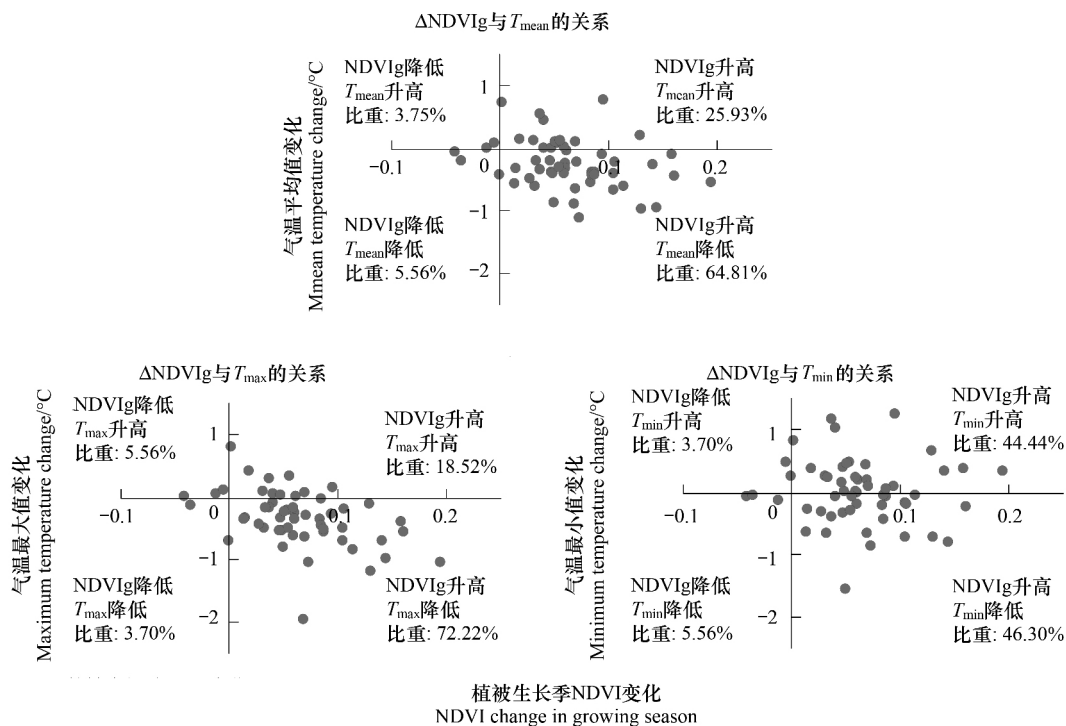 ΔNDVIg与Tmean的关系
NDVIg降低
Tmean升高
比重: 3.75%
NDVIg升高
Tmcan升高
比重: 25.93%
1
-0.1
0
0.1
0.2
-1
-2
NDVIg降低
Tmean降低
比重: 5.56%
NDVIg升高
Tmean降低
比重: 64.81%
气温平均值变化
Mmean temperature change/°C
ΔNDVIg与Tmax的关系
NDVIg降低
Tmax升高
比重: 5.56%
NDVIg升高
Tmax升高
比重: 18.52%
1
-0.1
0
0.1
0.2
-1
-2
NDVIg降低
Tmax降低
比重: 3.70%
NDVIg升高
Tmax降低
比重: 72.22%
气温最大值变化
Maximum temperature change/°C
ΔNDVIg与Tmin的关系
NDVIg降低
Tmin升高
比重: 3.70%
NDVIg升高
Tmin升高
比重: 44.44%
1
-0.1
0
0.1
0.2
-1
-2
NDVIg降低
Tmin降低
比重: 5.56%
NDVIg升高
Tmin降低
比重: 46.30%
气温最小值变化
Minimum temperature change/°C
植被生长季NDVI变化
NDVI change in growing season